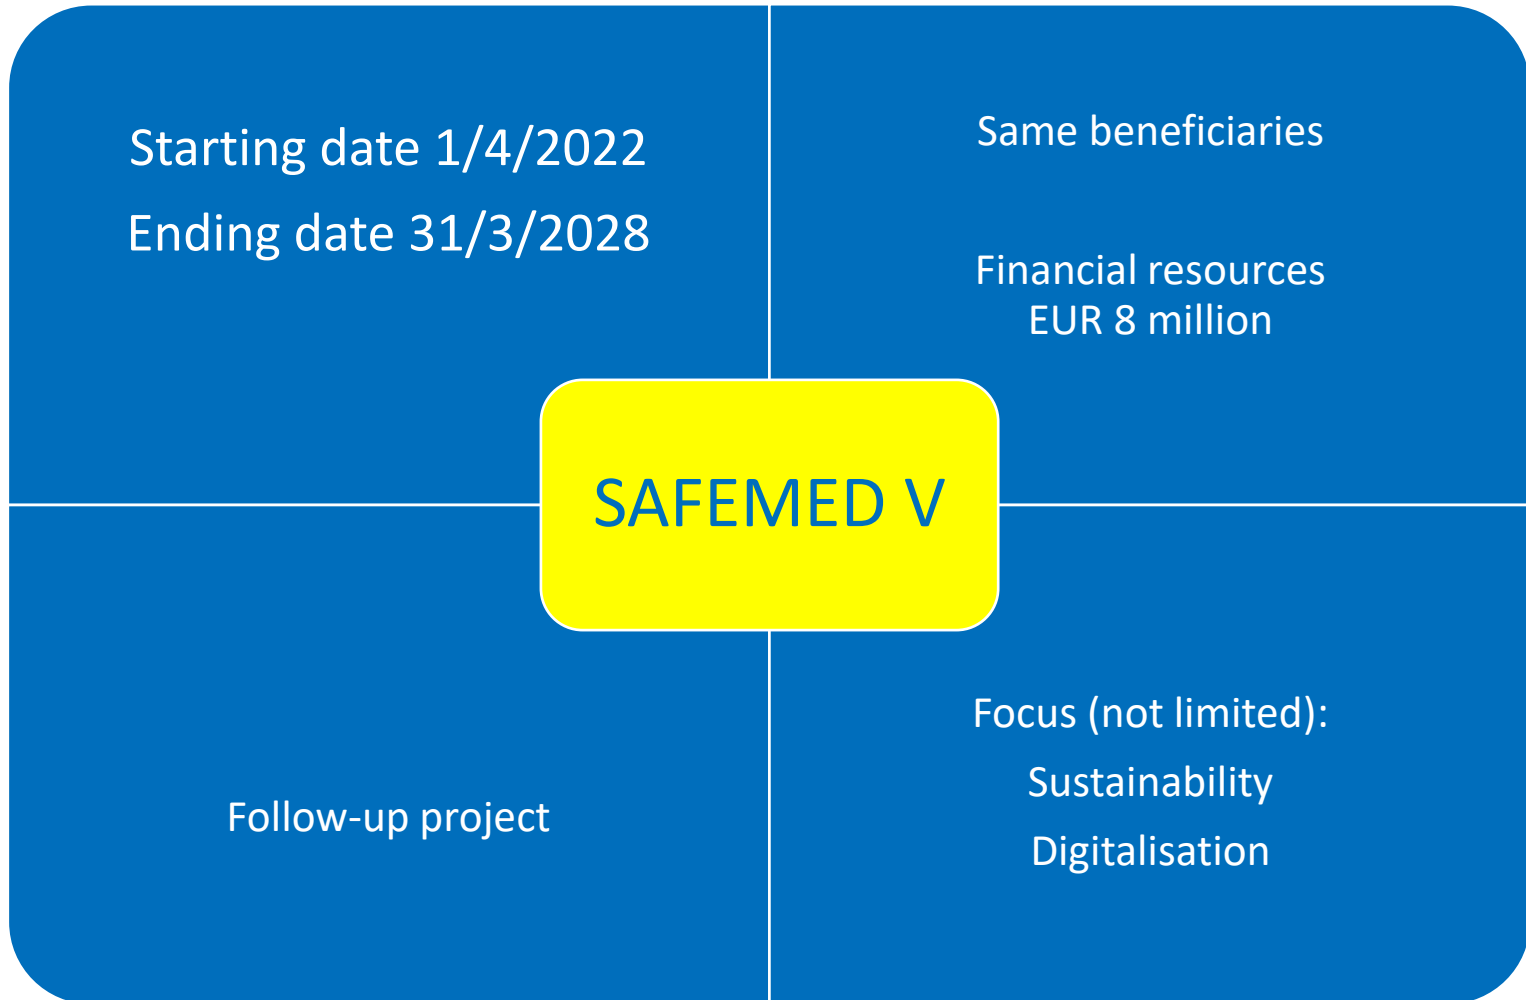 Starting date 1/4/2022
Ending date 31/3/2028
Same beneficiaries
Financial resources
EUR 8 million
SAFEMED V
Follow-up project
Focus (not limited):
Sustainability
Digitalisation